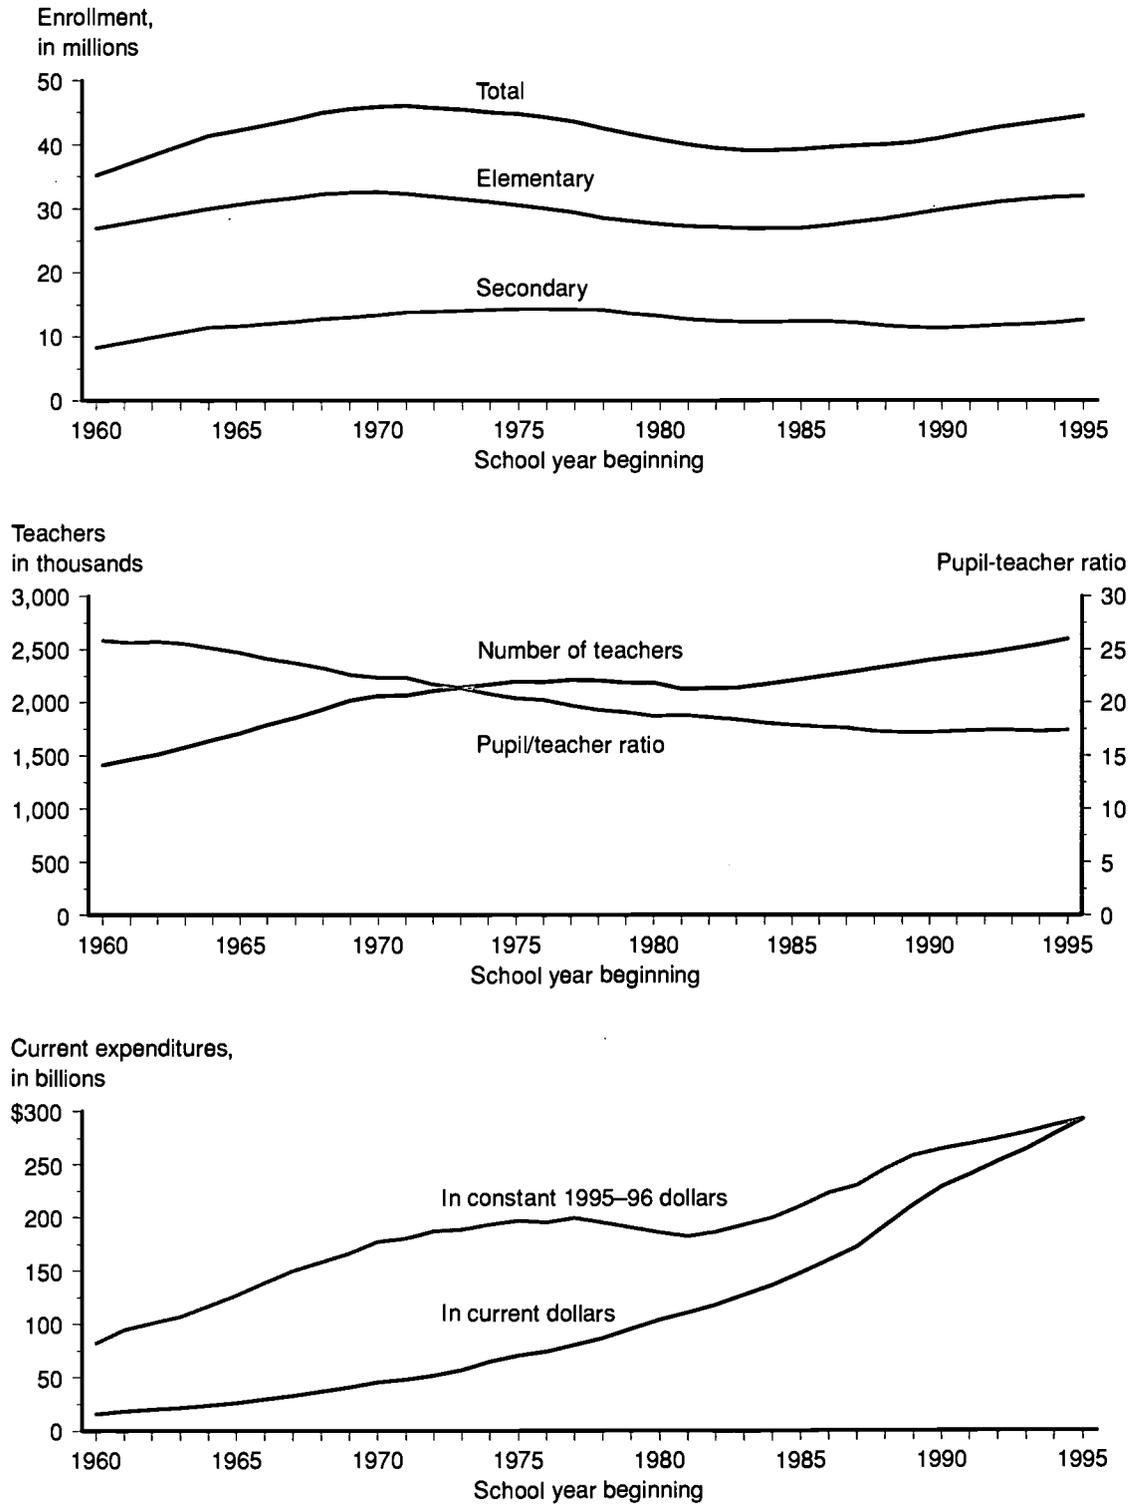 Enrollment,
in millions
50
Total
40
Elementary
30
20
Secondary
10
0
1960 1965 1970 1975 1980 1985 1990 1995
School year beginning
Teachers
in thousands
Pupil-teacher ratio
3,000 30
2,500 Number of teachers 25
2,000 20
Pupil/teacher ratio
1,500 15
1,000 10
500 5
0 0
1960 1965 1970 1975 1980 1985 1990 1995
School year beginning
Current expenditures,
in billions
$300
250
In constant 1995–96 dollars
200
150
In current dollars
100
50
0
1960 1965 1970 1975 1980 1985 1990 1995
School year beginning